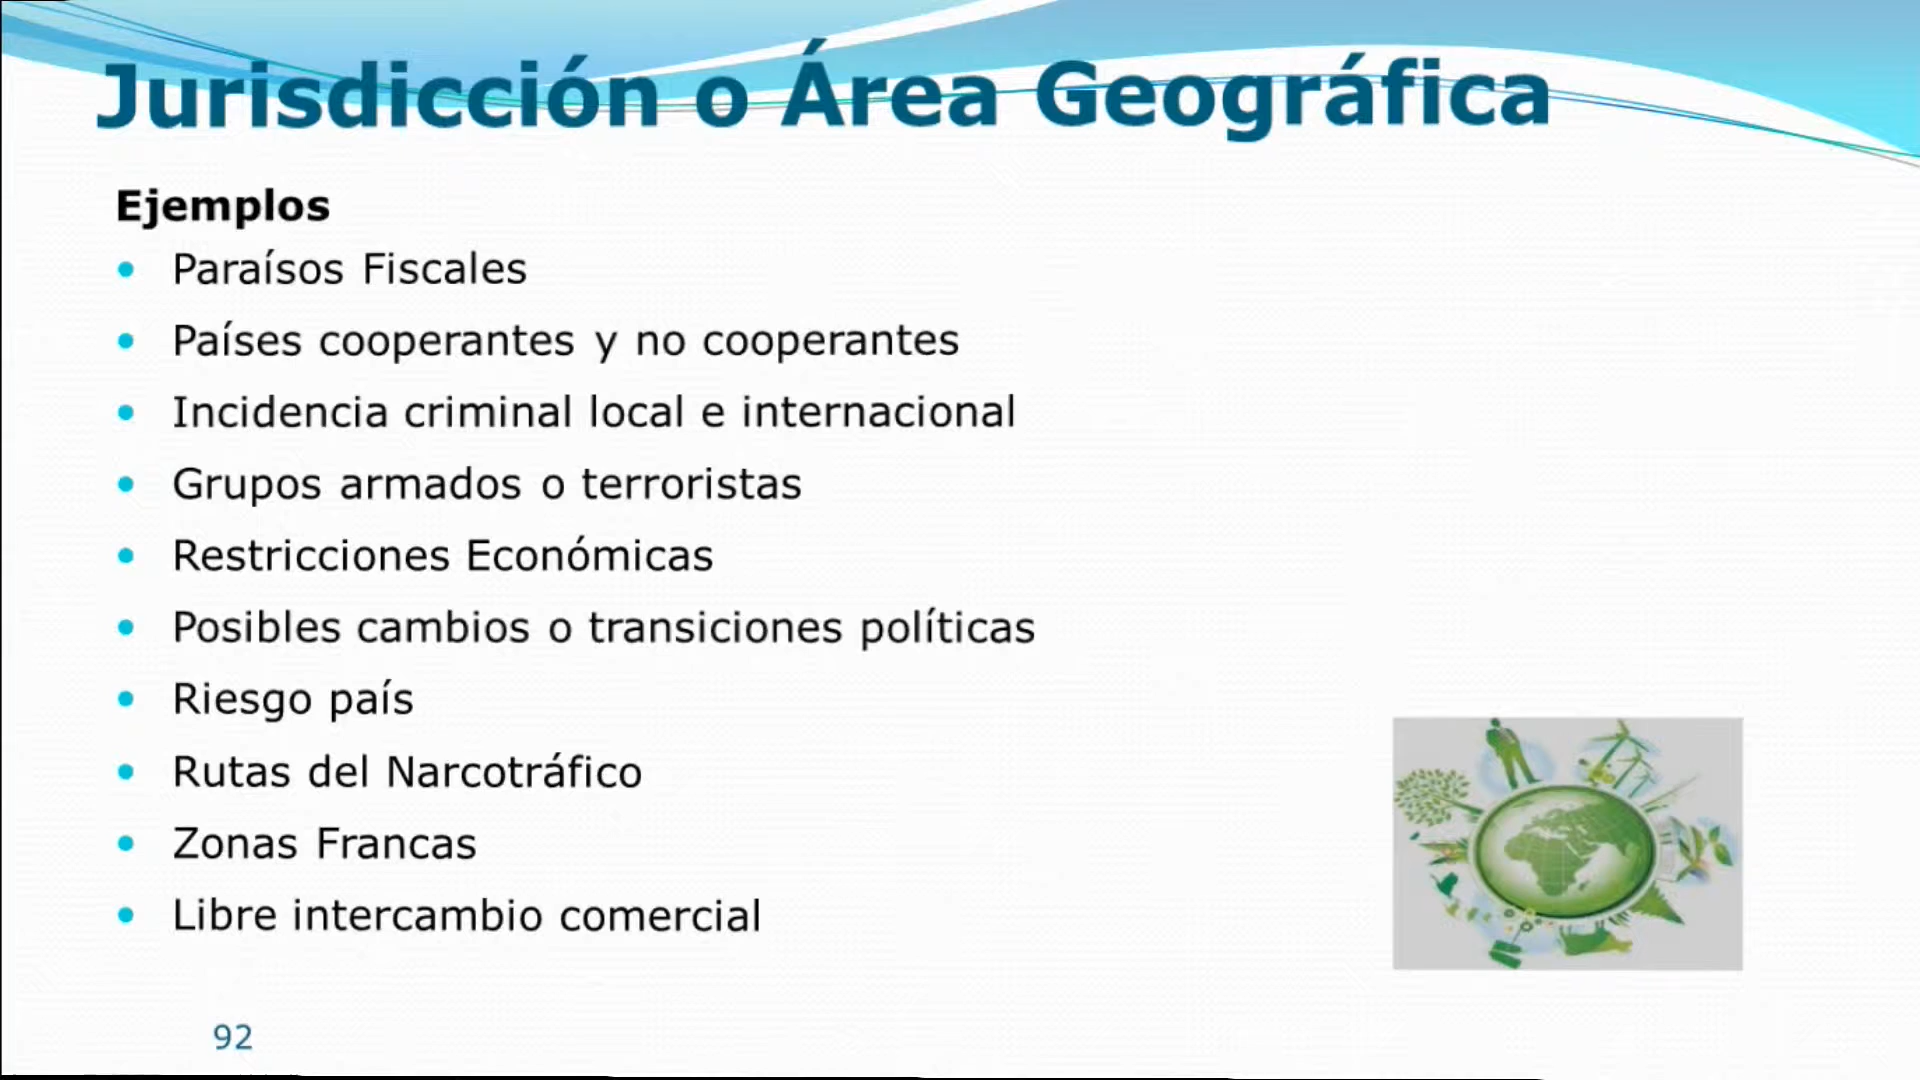 Jurisdicción o Área Geográfica
Ejemplos
• Paraísos Fiscales
• Países cooperantes y no cooperantes
• Incidencia criminal local e internacional
• Grupos armados o terroristas
• Restricciones Económicas
• Posibles cambios o transiciones políticas
• Riesgo país
• Rutas del Narcotráfico
• Zonas Francas
• Libre intercambio comercial
92